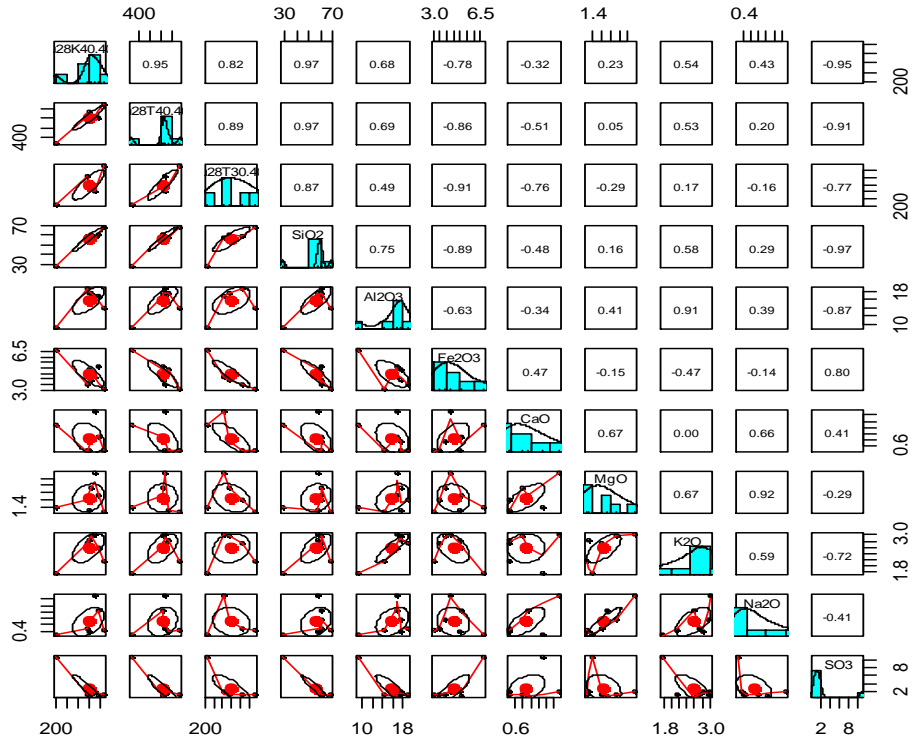 400 30 70 3.0 6.5 1.4 0.4
28K40.4 0.95 0.82 0.97 0.68 -0.78 -0.32 0.23 0.54 0.43 -0.95 200
400 28T40.4 0.89 0.97 0.69 -0.86 -0.51 0.05 0.53 0.20 -0.91
28T30.4 0.87 0.49 -0.91 -0.76 -0.29 0.17 -0.16 -0.77 200
30 70 SiO2 0.75 -0.89 -0.48 0.16 0.58 0.29 -0.97
Al2O3 -0.63 -0.34 0.41 0.91 0.39 -0.87 10 18
3.0 6.5 Fe2O3 0.47 -0.15 -0.47 -0.14 0.80
CaO 0.67 0.00 0.66 0.41 0.6
1.4 MgO 0.67 0.92 -0.29
K2O 0.59 -0.72 1.8 3.0
0.4 Na2O -0.41
SO3 2 8
200 200 10 18 0.6 1.8 3.0 2 8